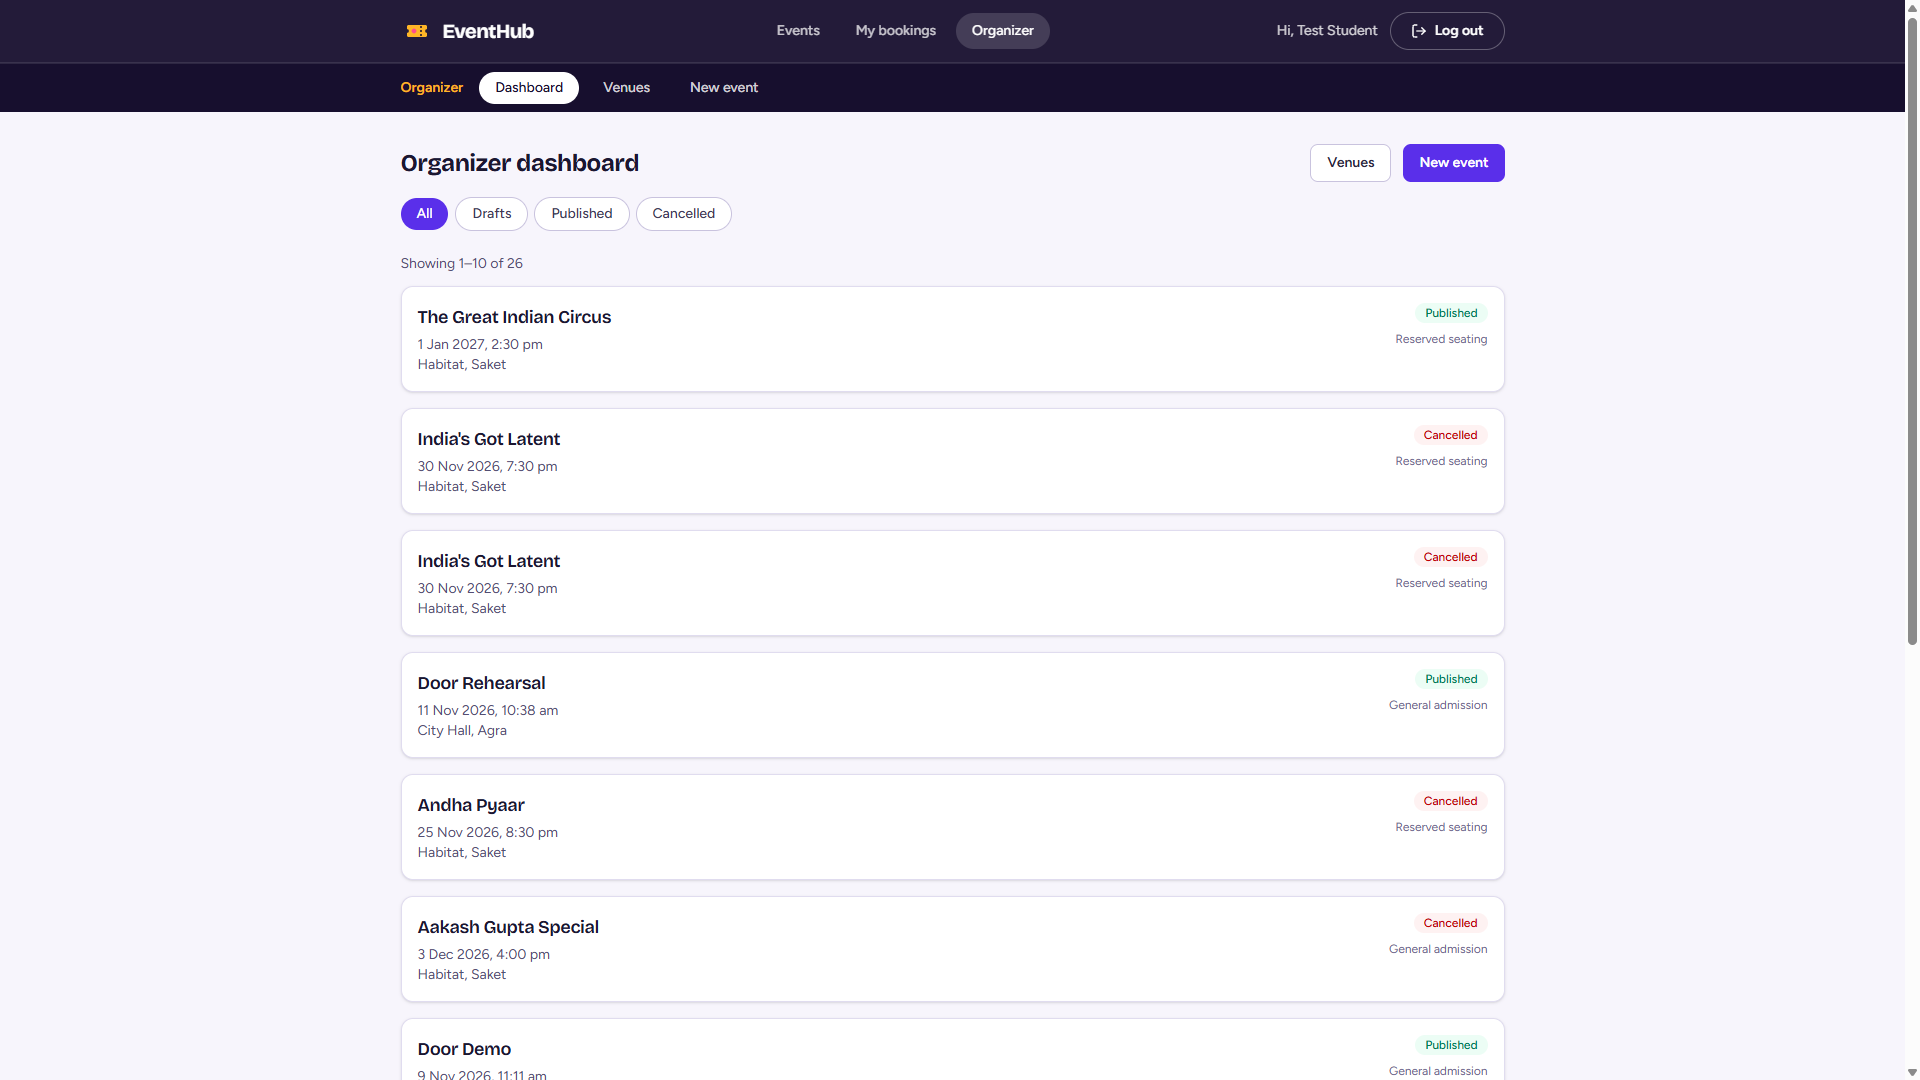 EventHub
Events
My bookings
Organizer
Hi, Test Student
Log out
Organizer
Dashboard
Venues
New event
Organizer dashboard
Venues
New event
All
Drafts
Published
Cancelled
Showing 1–10 of 26
The Great Indian Circus
Published
1 Jan 2027, 2:30 pm
Reserved seating
Habitat, Saket
India's Got Latent
Cancelled
30 Nov 2026, 7:30 pm
Reserved seating
Habitat, Saket
India's Got Latent
Cancelled
30 Nov 2026, 7:30 pm
Reserved seating
Habitat, Saket
Door Rehearsal
Published
11 Nov 2026, 10:38 am
General admission
City Hall, Agra
Andha Pyaar
Cancelled
25 Nov 2026, 8:30 pm
Reserved seating
Habitat, Saket
Aakash Gupta Special
Cancelled
3 Dec 2026, 4:00 pm
General admission
Habitat, Saket
Door Demo
Published
9 Nov 2026, 11:11 am
General admission